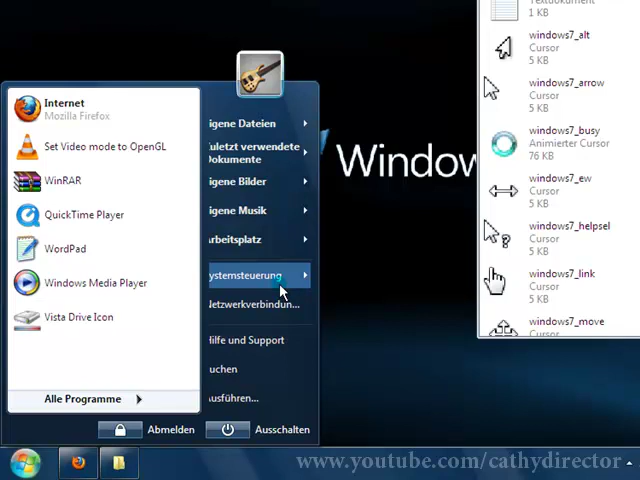 Internet
Mozilla Firefox
Set Video mode to OpenGL
WinRAR
QuickTime Player
WordPad
Windows Media Player
Vista Drive Icon
Alle Programme
igene Dateien
uletzt verwendete
Dokumente
igene Bilder
igene Musik
rbeitsplatz
ystemsteuerung
etzwerkverbindun...
ilfe und Support
uchen
usführen...
Abmelden
Ausschalten
Window
Textdokument
1 KB
windows7_alt
Cursor
5 KB
windows7_arrow
Cursor
5 KB
windows7_busy
Animierter Cursor
76 KB
windows7_ew
Cursor
5 KB
windows7_helpsel
Cursor
5 KB
windows7_link
Cursor
5 KB
windows7_move
Cursor
www.youtube.com/cathydirector